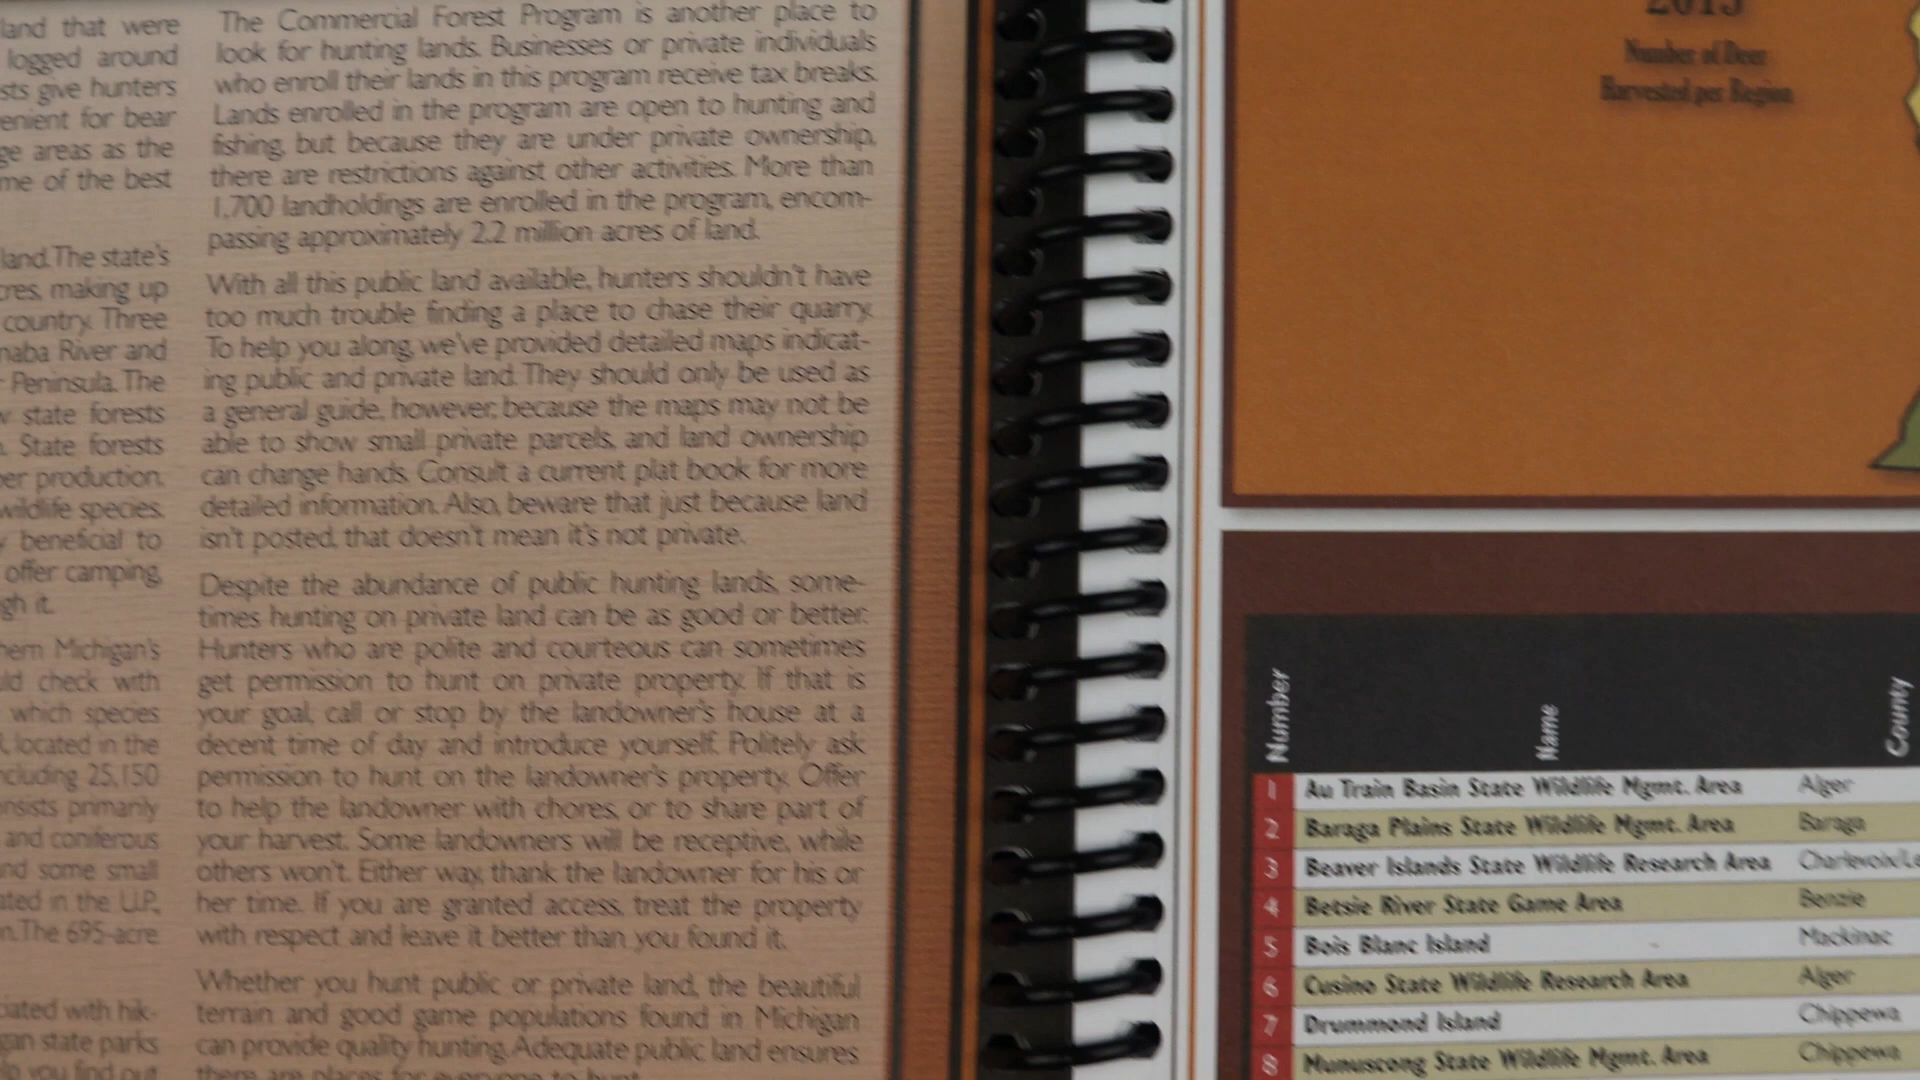 land that were
logged around
give hunters
for bear
areas as the
of the best
land. The state's
making up
country. Three
River and
Peninsula. The
state forests
State forests
production,
wildlife species,
beneficial to
offer camping,
it.
Michigan's
check with
which species
located in the
25,150
primarily
and coniferous
some small
in the U.P.,
The 695-acre
with hik-
state parks
you find out
The Commercial Forest Program is another place to
look for hunting lands. Businesses or private individuals
who enroll their lands in this program receive tax breaks.
Lands enrolled in the program are open to hunting and
fishing, but because they are under private ownership,
there are restrictions against other activities. More than
1,700 landholdings are enrolled in the program, encom-
passing approximately 2.2 million acres of land.
With all this public land available, hunters shouldn't have
too much trouble finding a place to chase their quarry.
To help you along, we've provided detailed maps indicat-
ing public and private land. They should only be used as
a general guide, however, because the maps may not be
able to show small private parcels, and land ownership
can change hands. Consult a current plat book for more
detailed information. Also, beware that just because land
isn't posted, that doesn't mean it's not private.
Despite the abundance of public hunting lands, some-
times hunting on private land can be as good or better.
Hunters who are polite and courteous can sometimes
get permission to hunt on private property. If that is
your goal, call or stop by the landowner's house at a
decent time of day and introduce yourself. Politely ask
permission to hunt on the landowner's property. Offer
to help the landowner with chores, or to share part of
your harvest. Some landowners will be receptive, while
others won't. Either way, thank the landowner for his or
her time. If you are granted access, treat the property
with respect and leave it better than you found it.
Whether you hunt public or private land, the beautiful
terrain and good game populations found in Michigan
can provide quality hunting. Adequate public land ensures
there are places for everyone to hunt.
Number of Deer
Harvested per Region
Number Name County
1 Au Train Basin State Wildlife Mgmt. Area Alger
2 Baraga Plains State Wildlife Mgmt. Area Baraga
3 Beaver Islands State Wildlife Research Area Charlevoix/Le
4 Betsie River State Game Area Benzie
5 Bois Blanc Island Mackinac
6 Cusino State Wildlife Research Area Alger
7 Drummond Island Chippewa
8 Munuscong State Wildlife Mgmt. Area Chippewa